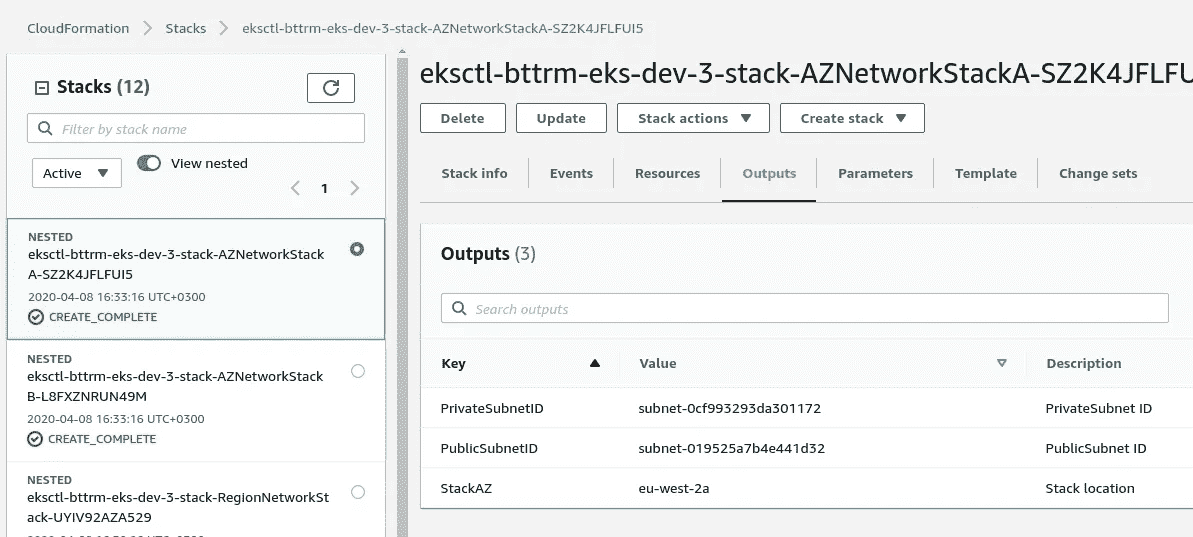 CloudFormation > Stacks > eksctl-bttrm-eks-dev-3-stack-AZNetworkStackA-SZ2K4JFLFUI5
Stacks (12)
Filter by stack name
Active
View nested
1
NESTED
eksctl-bttrm-eks-dev-3-stack-AZNetworkStack
A-SZ2K4JFLFUI5
2020-04-08 16:33:16 UTC+0300
CREATE_COMPLETE
NESTED
eksctl-bttrm-eks-dev-3-stack-AZNetworkStack
B-L8FXZNRUN49M
2020-04-08 16:33:16 UTC+0300
CREATE_COMPLETE
NESTED
eksctl-bttrm-eks-dev-3-stack-RegionNetworkSt
ack-UYIV92AZA529
eksctl-bttrm-eks-dev-3-stack-AZNetworkStackA-SZ2K4JFLFU
Delete Update Stack actions Create stack
Stack info Events Resources Outputs Parameters Template Change sets
Outputs (3)
Search outputs
Key Value Description
PrivateSubnetID subnet-0cf993293da301172 PrivateSubnet ID
PublicSubnetID subnet-019525a7b4e441d32 PublicSubnet ID
StackAZ eu-west-2a Stack location